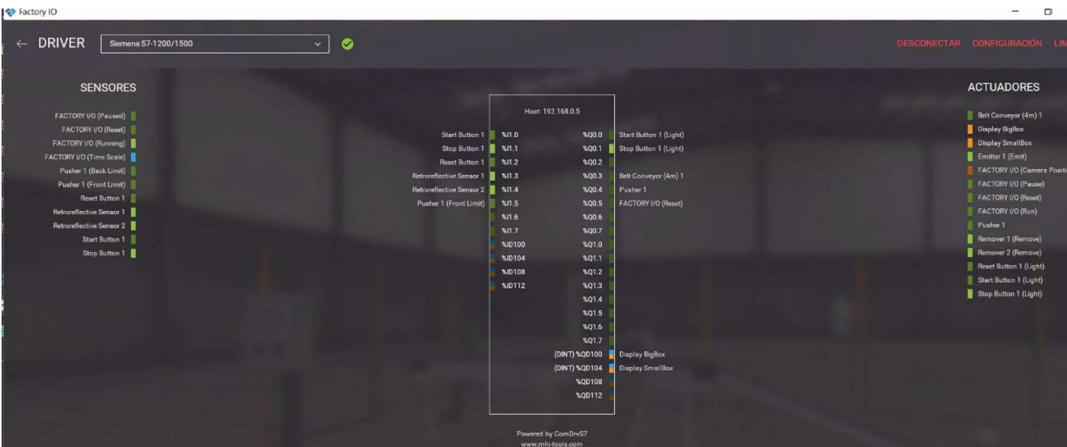 Factory IO
← DRIVER Siemens S7-1200/1500 DESCONECTAR CONFIGURACIÓN LIM
SENSORES
FACTORY I/O (Paused)
FACTORY I/O (Reset)
FACTORY I/O (Running)
FACTORY I/O (Time Scale)
Pusher 1 (Back Limit)
Pusher 1 (Front Limit)
Reset Button 1
Retroreflective Sensor 1
Retroreflective Sensor 2
Start Button 1
Stop Button 1
Host: 192.168.0.5
Start Button 1 %I1.0 %Q0.0 Start Button 1 (Light)
Stop Button 1 %I1.1 %Q0.1 Stop Button 1 (Light)
Reset Button 1 %I1.2 %Q0.2
Retroreflective Sensor 1 %I1.3 %Q0.3 Belt Conveyor (4m) 1
Retroreflective Sensor 2 %I1.4 %Q0.4 Pusher 1
Pusher 1 (Front Limit) %I1.5 %Q0.5 FACTORY I/O (Reset)
%I1.6 %Q0.6
%I1.7 %Q0.7
%ID100 %Q1.0
%ID104 %Q1.1
%ID108 %Q1.2
%ID112 %Q1.3
%Q1.4
%Q1.5
%Q1.6
%Q1.7
(DINT) %QD100 Display BigBox
(DINT) %QD104 Display SmallBox
%QD108
%QD112
Powered by ComDrvS7
www.mhj-tools.com
ACTUADORES
Belt Conveyor (4m) 1
Display BigBox
Display SmallBox
Emitter 1 (Emit)
FACTORY I/O (Camera Positi
FACTORY I/O (Pause)
FACTORY I/O (Reset)
FACTORY I/O (Run)
Pusher 1
Remover 1 (Remove)
Remover 2 (Remove)
Reset Button 1 (Light)
Start Button 1 (Light)
Stop Button 1 (Light)